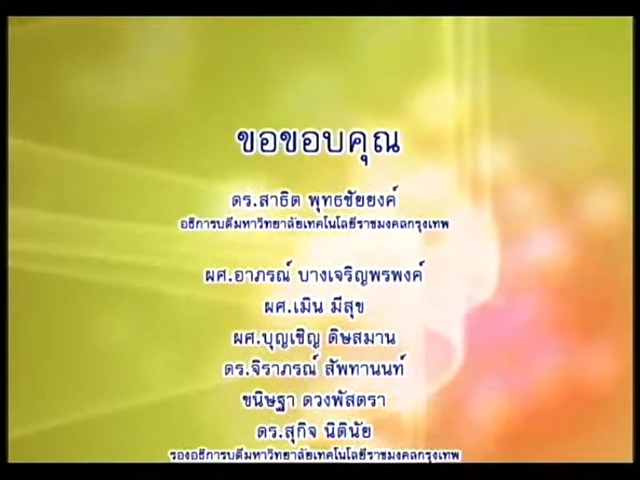 ขอขอบคุณ
ดร.สาธิต พุทธชัยยงค์
อธิการบดีมหาวิทยาลัยเทคโนโลยีราชมงคลกรุงเทพ
ผศ.อาภรณ์ บางเจริญพรพงค์
ผศ.เมิน มีสุข
ผศ.บุญเชิญ ดิษสมาน
ดร.จิราภรณ์ สัพทานนท์
ขนิษฐา ดวงพัสตรา
ดร.สุกิจ นิตินัย
รองอธิการบดีมหาวิทยาลัยเทคโนโลยีราชมงคลกรุงเทพ